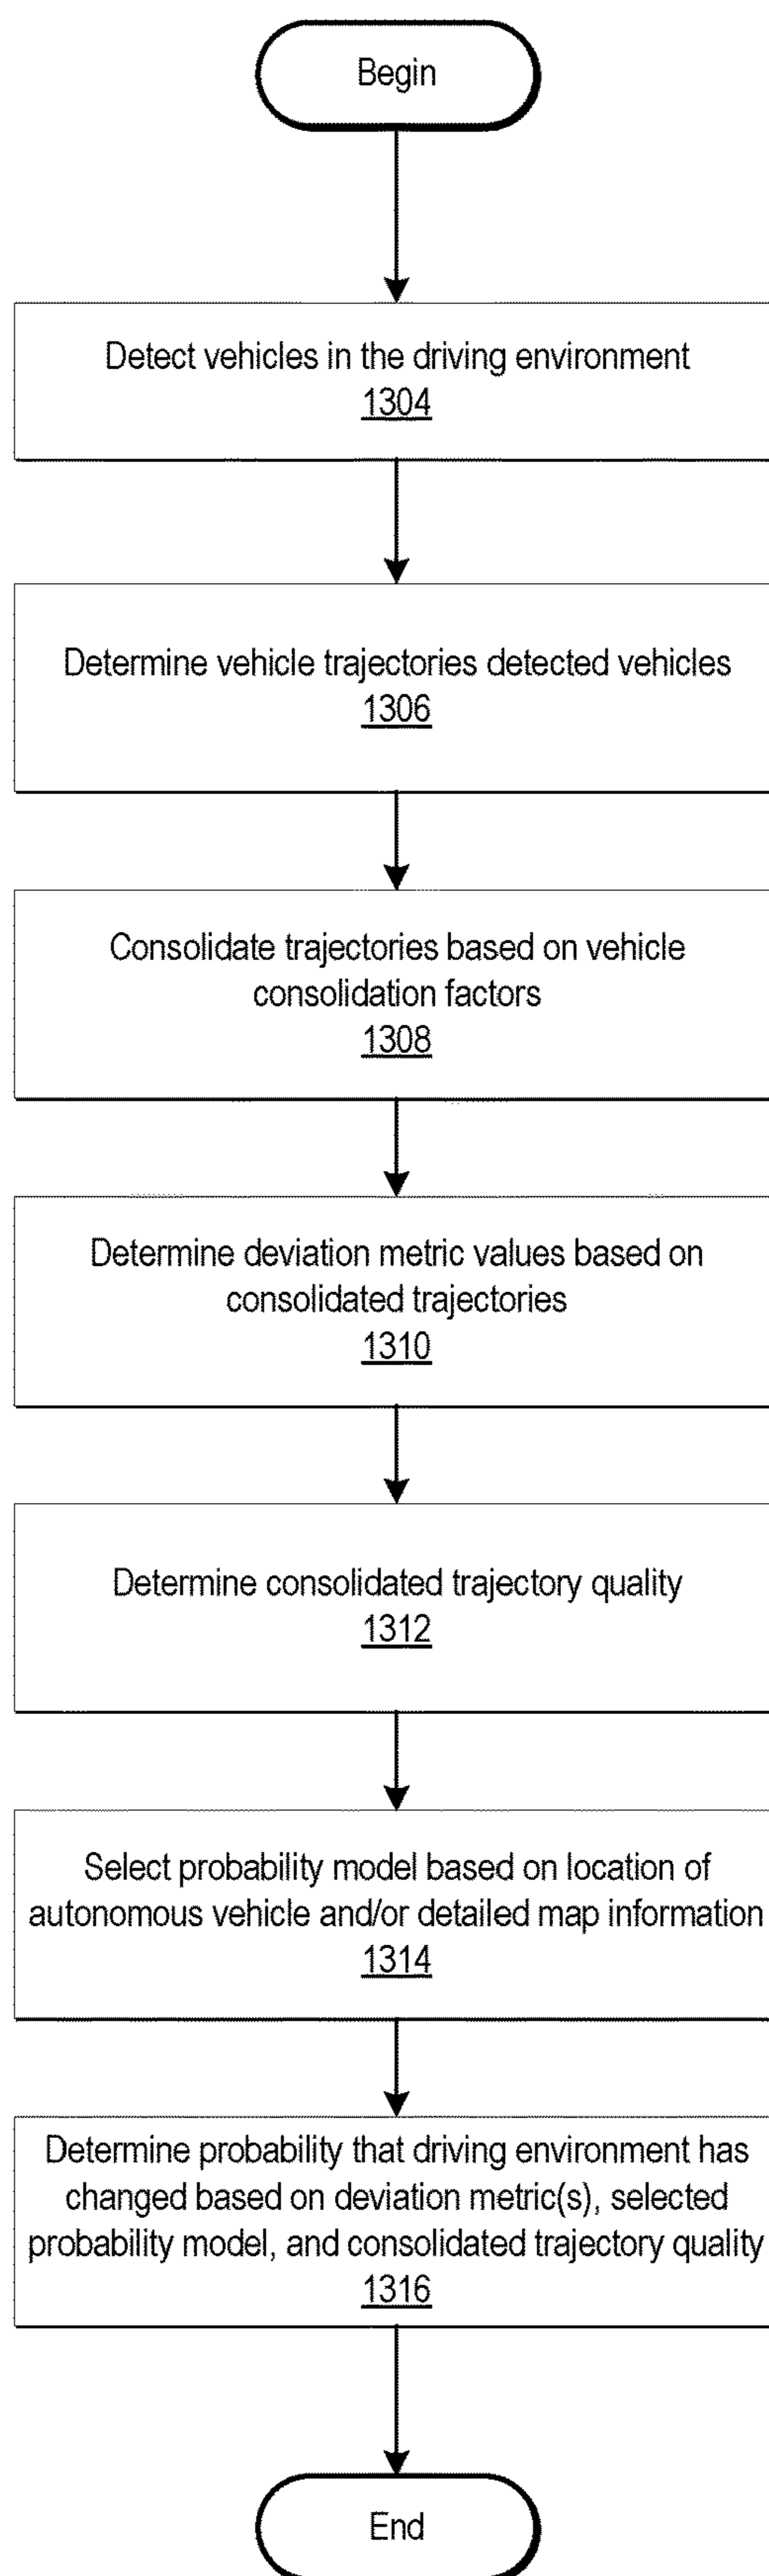 Begin
Detect vehicles in the driving environment
1304
Determine vehicle trajectories detected vehicles
1306
Consolidate trajectories based on vehicle
consolidation factors
1308
Determine deviation metric values based on
consolidated trajectories
1310
Determine consolidated trajectory quality
1312
Select probability model based on location of
autonomous vehicle and/or detailed map information
1314
Determine probability that driving environment has
changed based on deviation metric(s), selected
probability model, and consolidated trajectory quality
1316
End